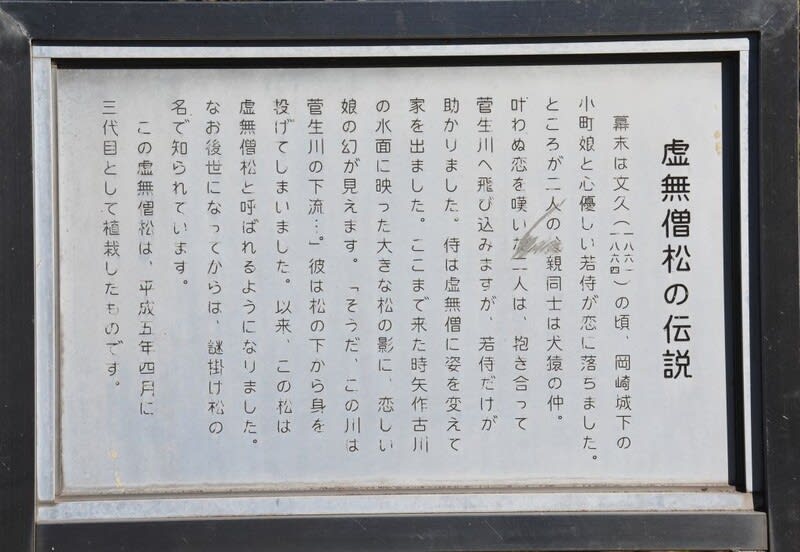 虚無僧松の伝説
幕末は文久(一八六一 一八六四)の頃、岡崎城下の
小町娘と心優しい若侍が恋に落ちました。
ところが二人の親同士は犬猿の仲。
叶わぬ恋を嘆いた二人は、抱き合って
菅生川へ飛び込みますが、若侍だけが
助かりました。侍は虚無僧に姿を変えて
家を出ました。ここまで来た時矢作古川
の水面に映った大きな松の影に、恋しい
娘の幻が見えます。「そうだ、この川は
菅生川の下流…。」彼は松の下から身を
投げてしまいました。以来、この松は
虚無僧松と呼ばれるようになりました。
なお後世になってからは、謎掛け松の
名で知られています。
この虚無僧松は、平成五年四月に
三代目として植栽したものです。